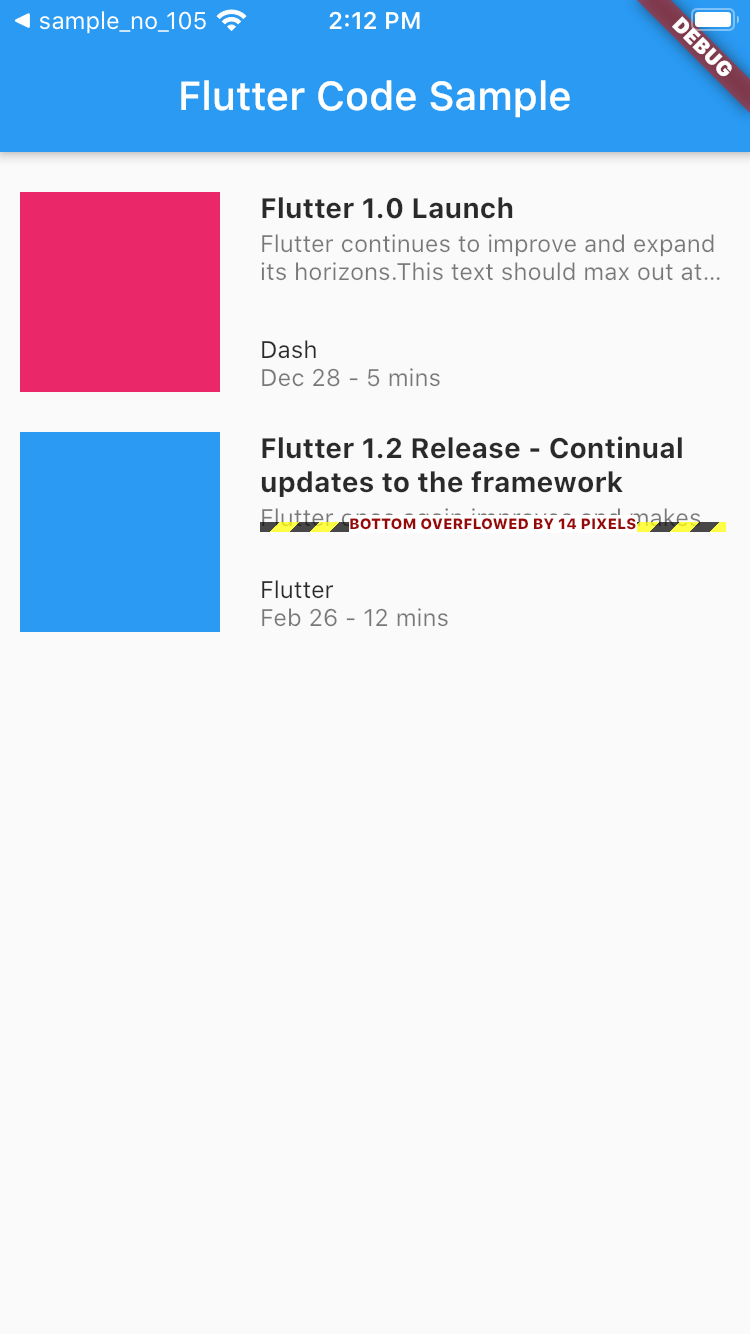 ◀ sample_no_105 2:12 PM
DEBUG
Flutter Code Sample
Flutter 1.0 Launch
Flutter continues to improve and expand
its horizons.This text should max out at...
Dash
Dec 28 - 5 mins
Flutter 1.2 Release - Continual
updates to the framework
Flutter once again improves and makes
BOTTOM OVERFLOWED BY 14 PIXELS
Flutter
Feb 26 - 12 mins